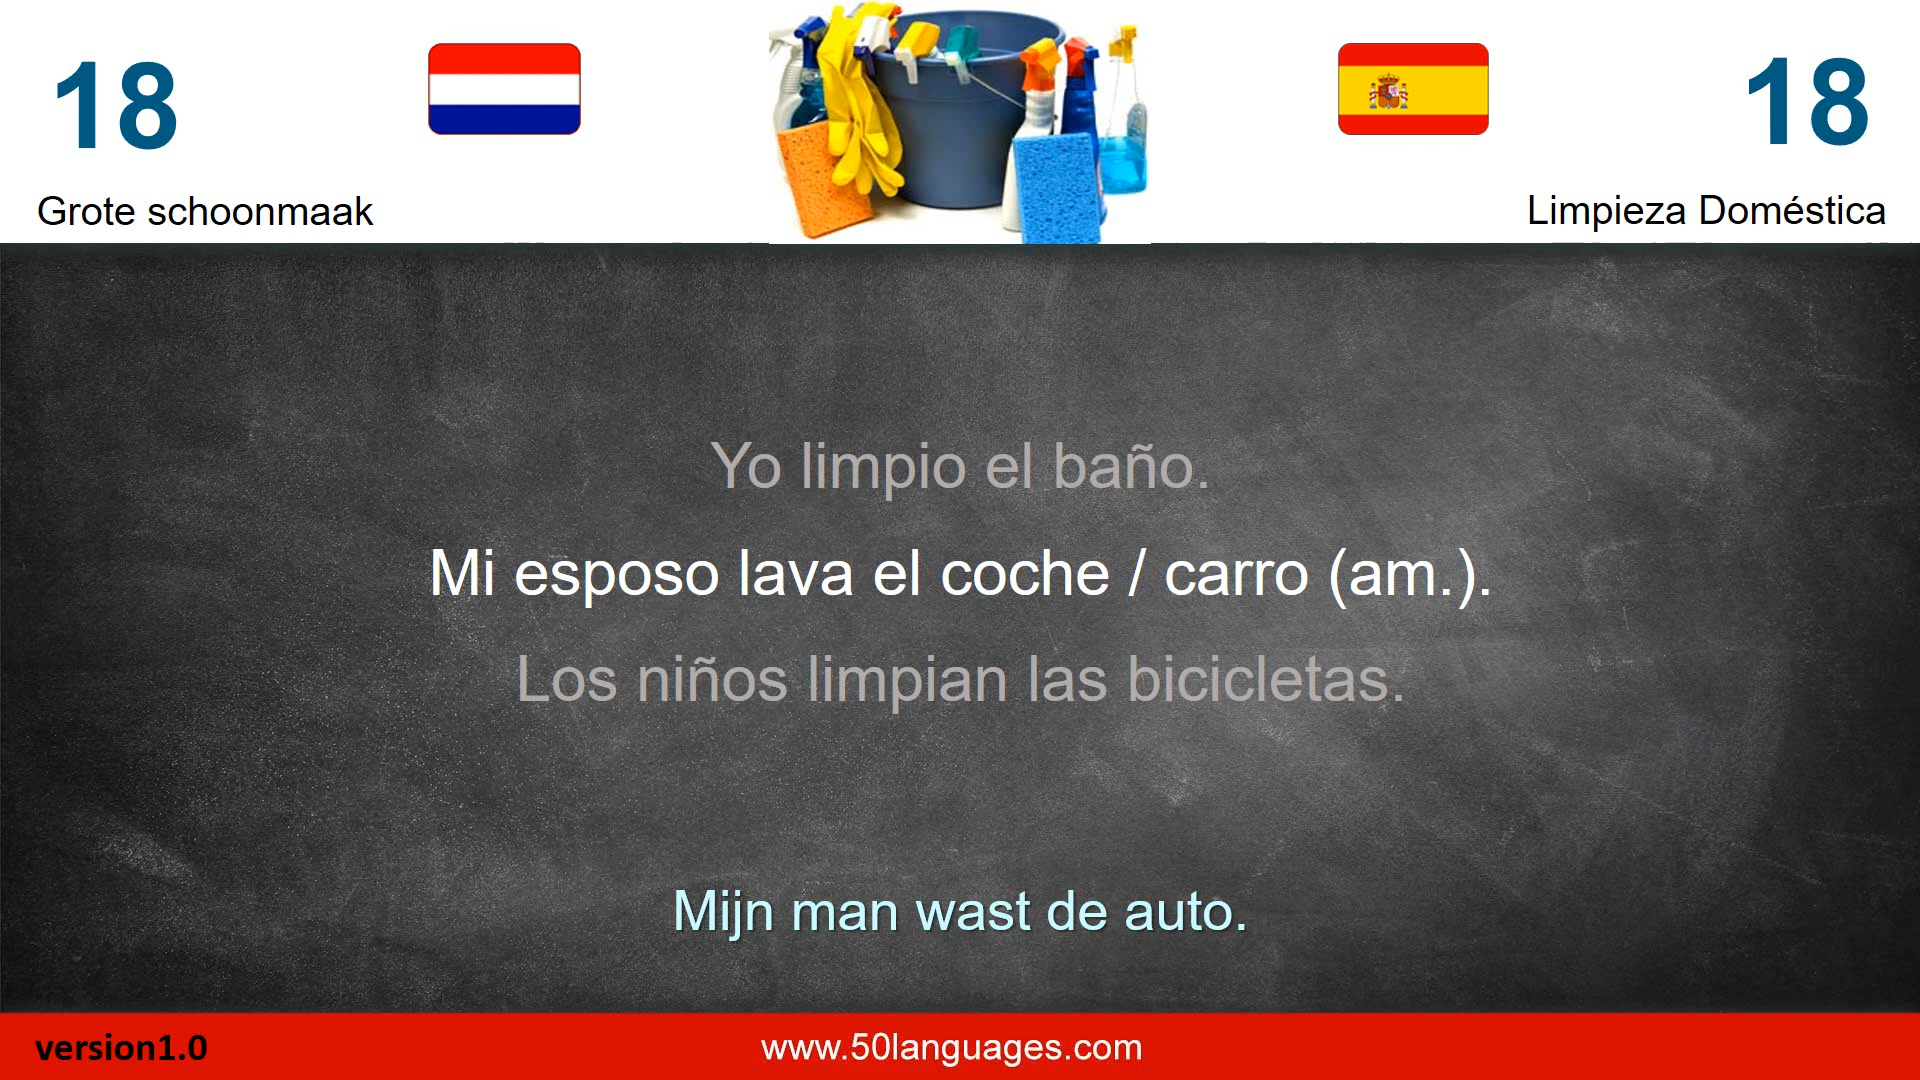 18
18
Grote schoonmaak
Limpieza Doméstica
Yo limpio el baño.
Mi esposo lava el coche / carro (am.).
Los niños limpian las bicicletas.
Mijn man wast de auto.
version1.0
www.50languages.com